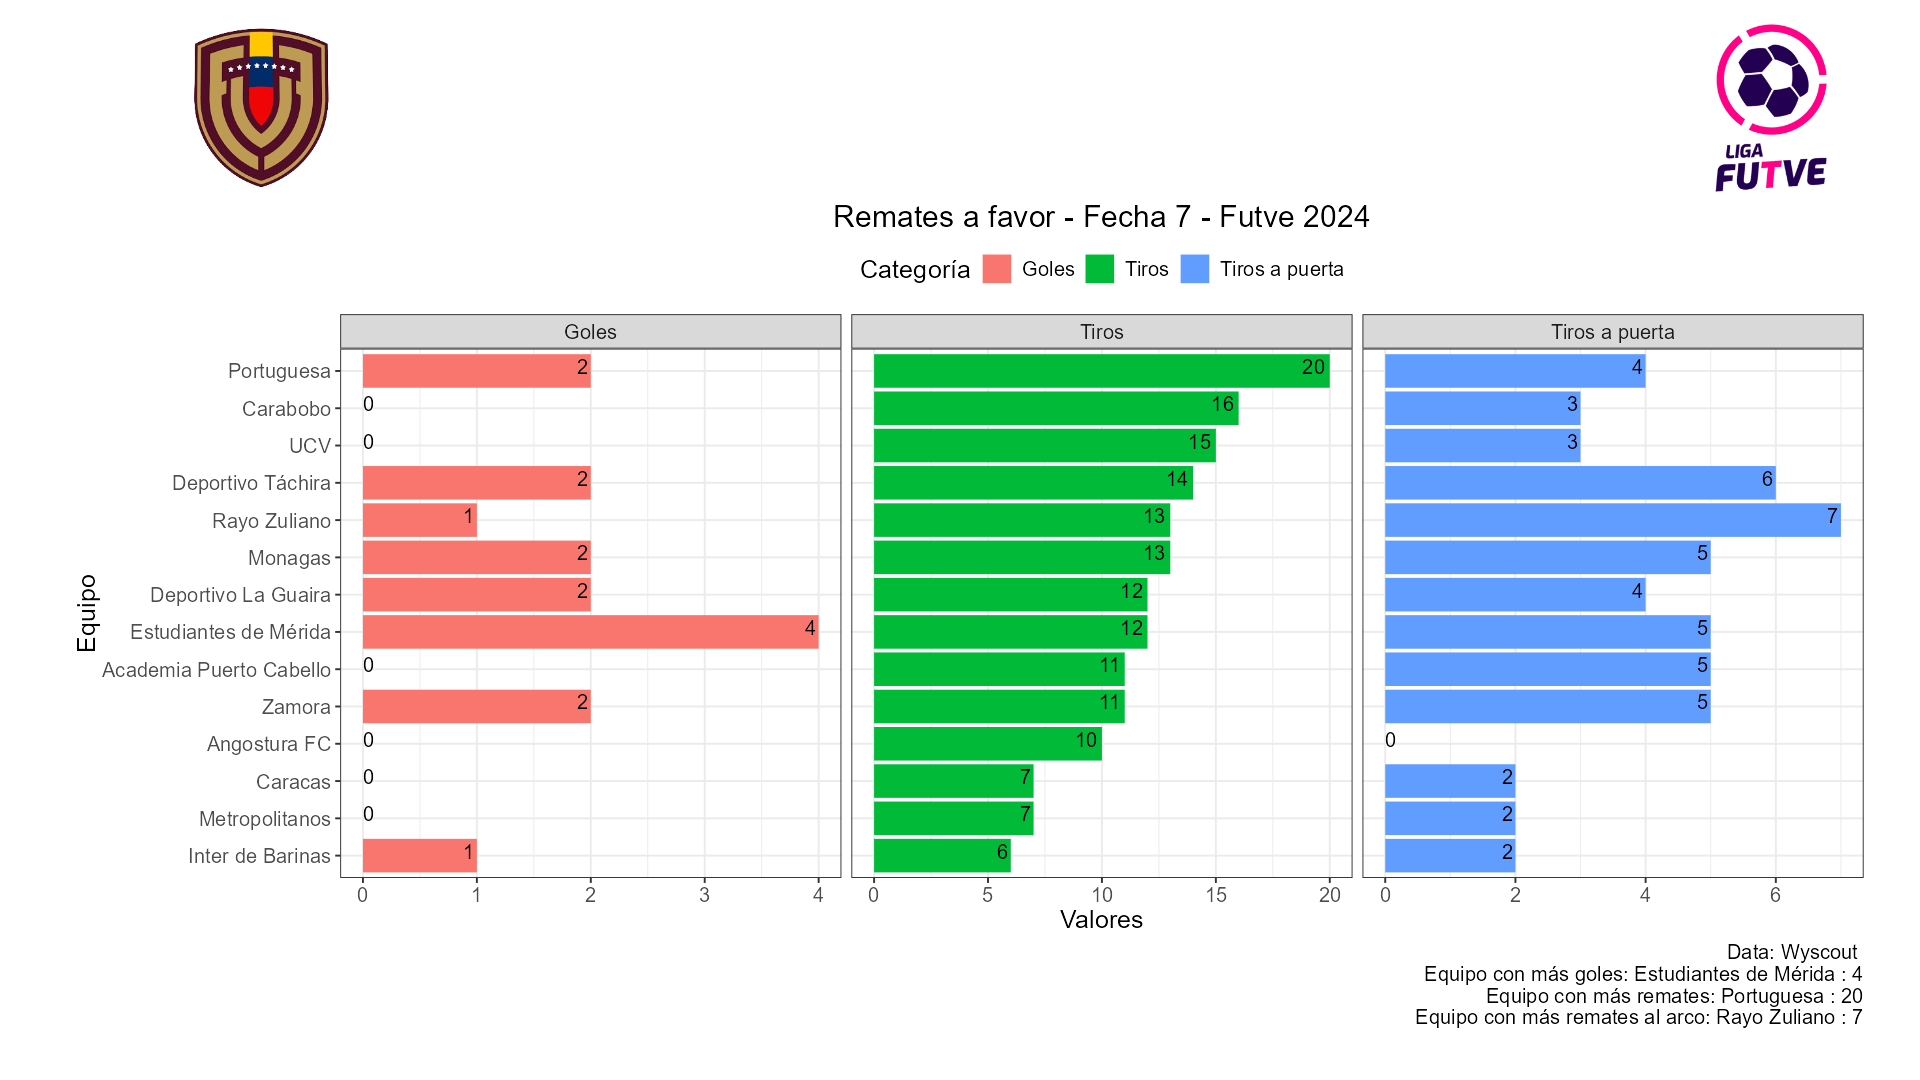 LIGA
FUTVE
Remates a favor - Fecha 7 - Futve 2024
Categoría Goles Tiros Tiros a puerta
Goles Tiros Tiros a puerta
Equipo
Portuguesa 2 20 4
Carabobo 0 16 3
UCV 0 15 3
Deportivo Táchira 2 14 6
Rayo Zuliano 1 13 7
Monagas 2 13 5
Deportivo La Guaira 2 12 4
Estudiantes de Mérida 4 12 5
Academia Puerto Cabello 0 11 5
Zamora 2 11 5
Angostura FC 0 10 0
Caracas 0 7 2
Metropolitanos 0 7 2
Inter de Barinas 1 6 2
0 1 2 3 4 0 5 10 15 20 0 2 4 6
Valores
Data: Wyscout
Equipo con más goles: Estudiantes de Mérida : 4
Equipo con más remates: Portuguesa : 20
Equipo con más remates al arco: Rayo Zuliano : 7